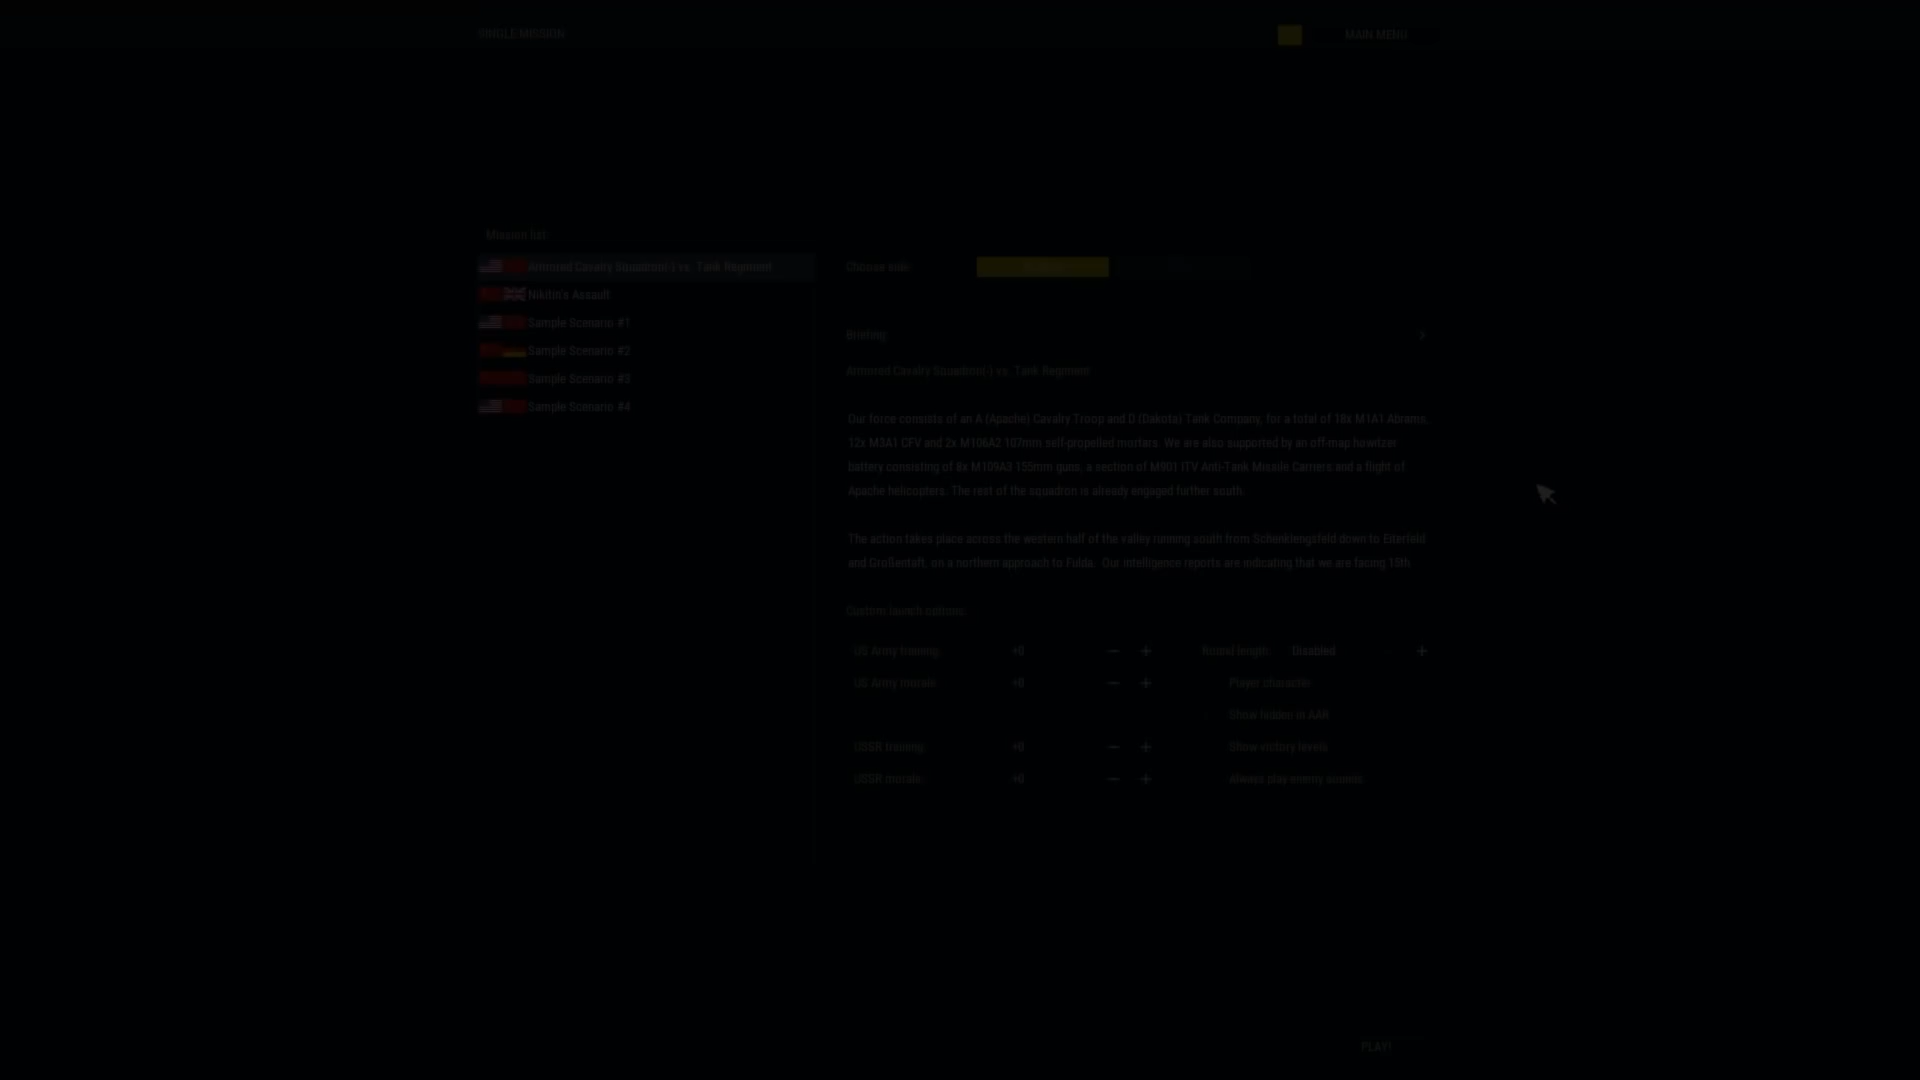 SINGLE MISSION
MAIN MENU
Mission list:
Armored Cavalry Squadron(-) vs. Tank Regiment
Nikitin's Assault
Sample Scenario #1
Sample Scenario #2
Sample Scenario #3
Sample Scenario #4
Choose side:
Briefing
?
Armored Cavalry Squadron(-) vs. Tank Regiment
Our force consists of an A (Apache) Cavalry Troop and D (Dakota) Tank Company, for a total of 18x M1A1 Abrams,
12x M3A1 CFV and 2x M106A2 107mm self-propelled mortars. We are also supported by an off-map howitzer
battery consisting of 8x M109A3 155mm guns, a section of M901 ITV Anti-Tank Missile Carriers and a flight of
Apache helicopters. The rest of the squadron is already engaged further south.
The action takes place across the western half of the valley running south from Schenklengsfeld down to Eiterfeld
and Großentaft, on a northern approach to Fulda. Our intelligence reports are indicating that we are facing 15th
Custom launch options:
US Army training: +0 − + Round length: Disabled +
US Army morale: +0 − + Player character
Show hidden in AAR
USSR training: +0 − + Show victory levels
USSR morale: +0 − + Always play enemy sounds
PLAY!